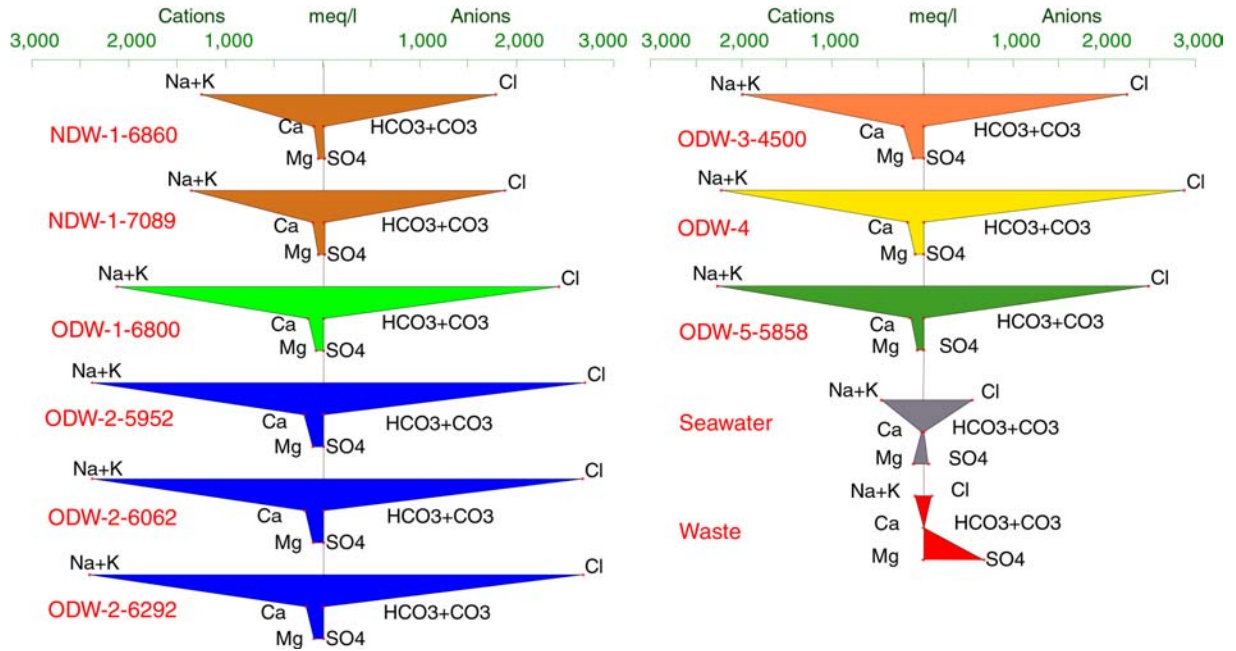 Cations meq/l Anions
3,000 2,000 1,000 1,000 2,000 3,000
Na+K Cl
NDW-1-6860
Ca HCO3+CO3
Mg SO4
Na+K Cl
NDW-1-7089
Ca HCO3+CO3
Mg SO4
Na+K Cl
ODW-1-6800
Ca HCO3+CO3
Mg SO4
Na+K Cl
ODW-2-5952
Ca HCO3+CO3
Mg SO4
Na+K Cl
ODW-2-6062
Ca HCO3+CO3
Mg SO4
Na+K Cl
ODW-2-6292
Ca HCO3+CO3
Mg SO4
Cations meq/l Anions
3,000 2,000 1,000 1,000 2,000 3,000
Na+K Cl
ODW-3-4500
Ca HCO3+CO3
Mg SO4
Na+K Cl
ODW-4
Ca HCO3+CO3
Mg SO4
Na+K Cl
ODW-5-5858
Ca HCO3+CO3
Mg SO4
Na+K Cl
Seawater
Ca HCO3+CO3
Mg SO4
Na+K Cl
Waste
Ca HCO3+CO3
Mg SO4